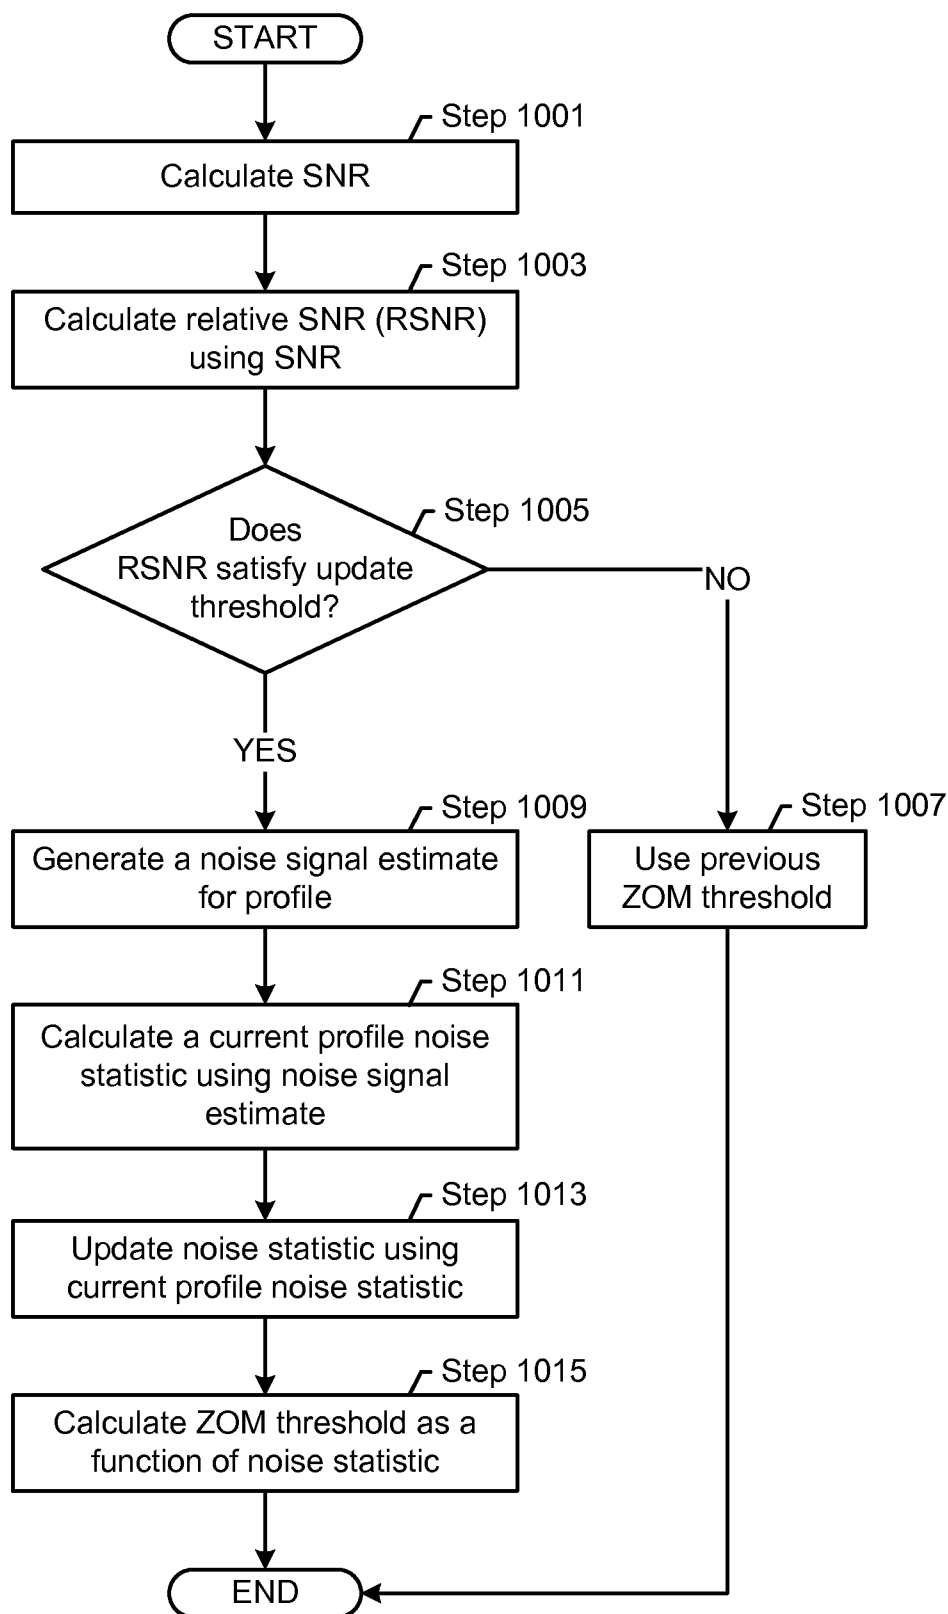 START
Step 1001
Calculate SNR
Step 1003
Calculate relative SNR (RSNR)
using SNR
Step 1005
Does
RSNR satisfy update
threshold?
NO
YES
Step 1009
Generate a noise signal estimate
for profile
Step 1007
Use previous
ZOM threshold
Step 1011
Calculate a current profile noise
statistic using noise signal
estimate
Step 1013
Update noise statistic using
current profile noise statistic
Step 1015
Calculate ZOM threshold as a
function of noise statistic
END